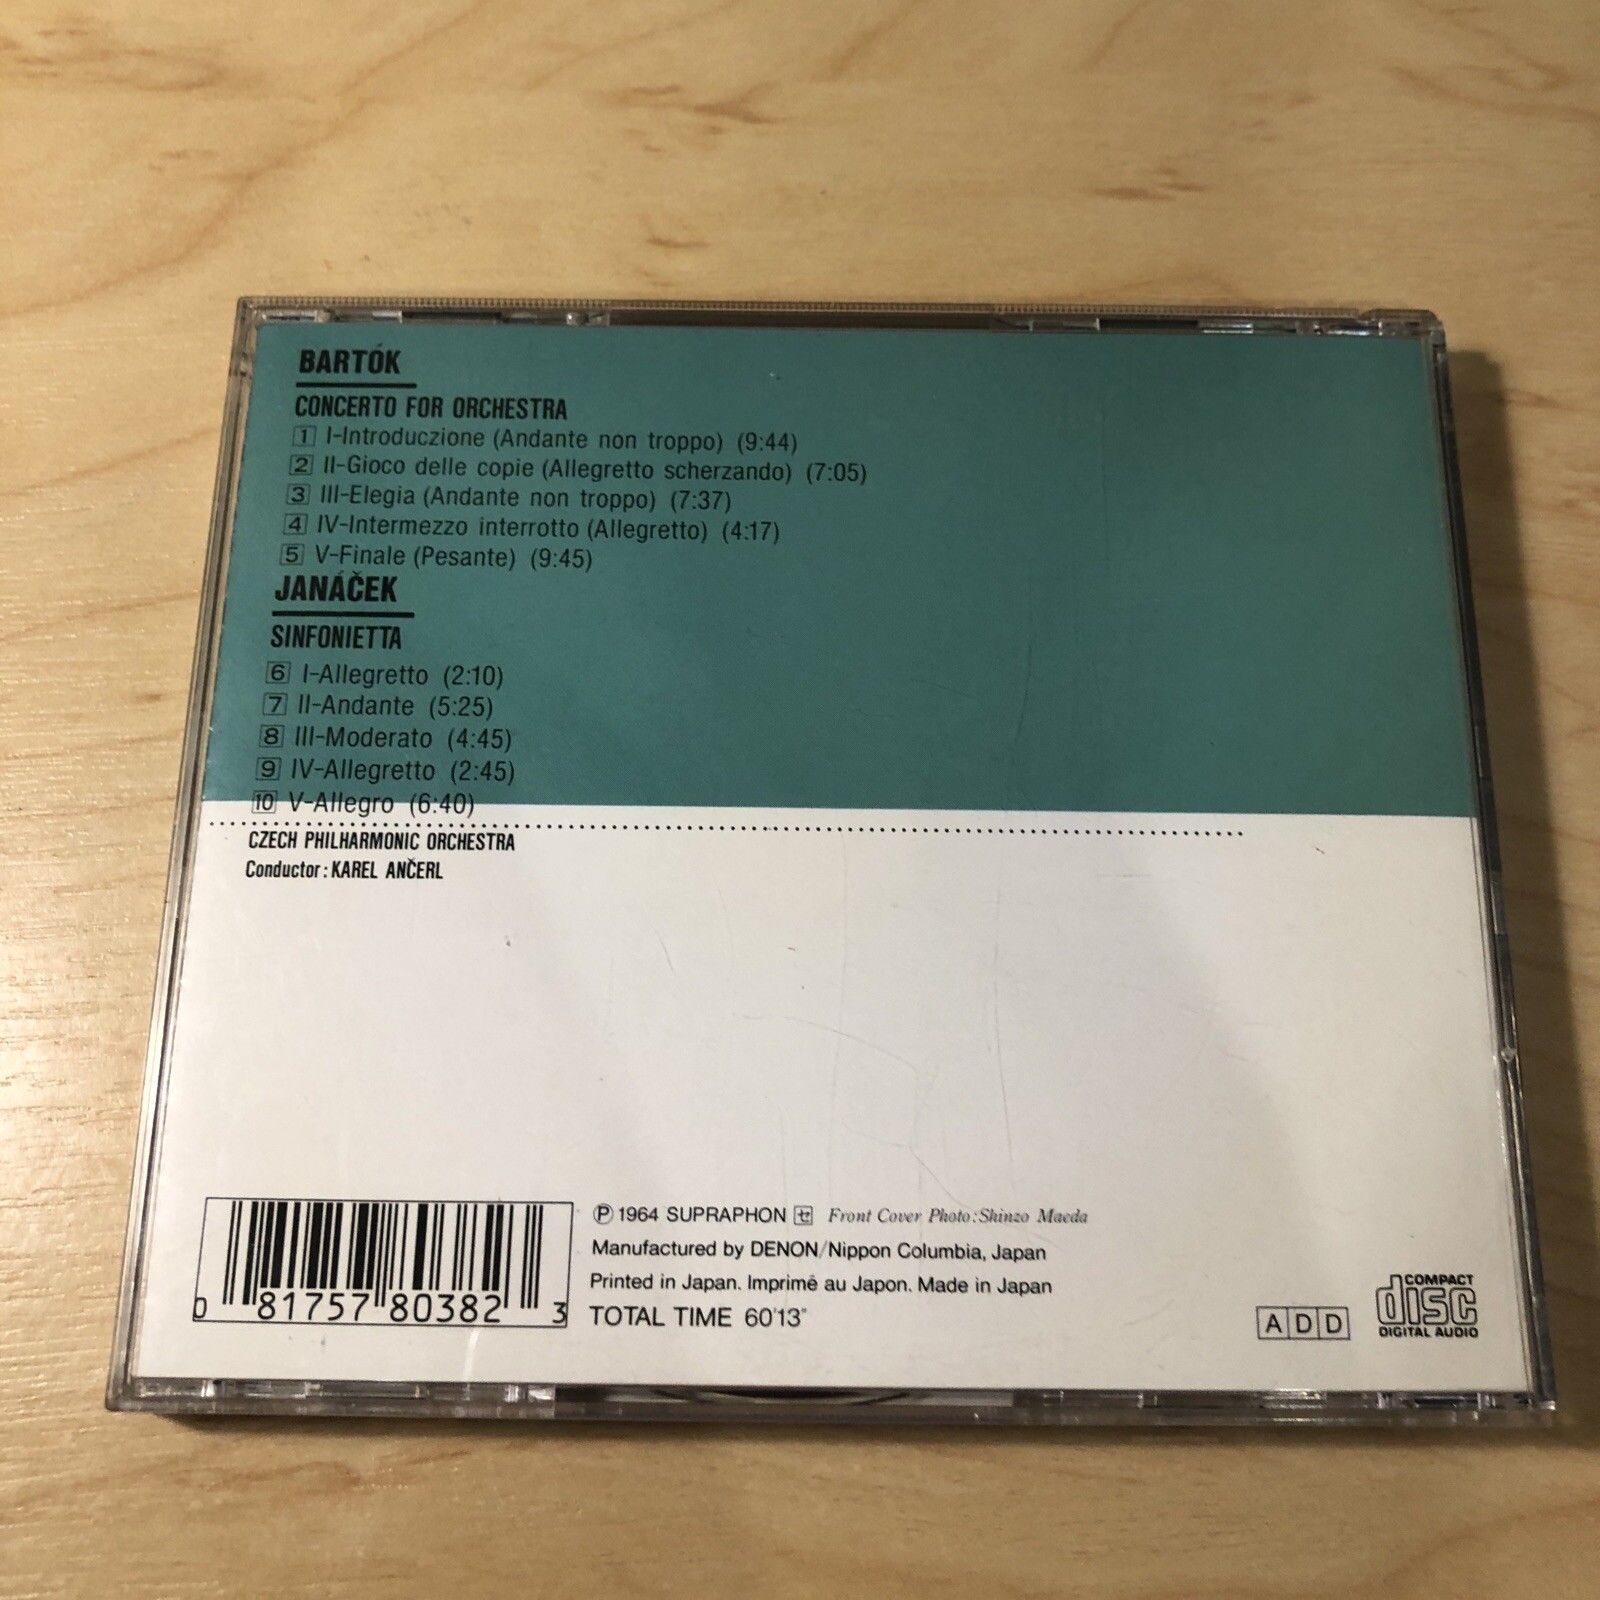 BARTÓK
CONCERTO FOR ORCHESTRA
1 I-Introduczione (Andante non troppo) (9:44)
2 II-Gioco delle copie (Allegretto scherzando) (7:05)
3 III-Elegia (Andante non troppo) (7:37)
4 IV-Intermezzo interrotto (Allegretto) (4:17)
5 V-Finale (Pesante) (9:45)
JANÁČEK
SINFONIETTA
6 I-Allegretto (2:10)
7 II-Andante (5:25)
8 III-Moderato (4:45)
9 IV-Allegretto (2:45)
10 V-Allegro (6:40)
CZECH PHILHARMONIC ORCHESTRA
Conductor: KAREL ANČERL
Ⓟ 1964 SUPRAPHON セ Front Cover Photo: Shinzo Maeda
Manufactured by DENON/Nippon Columbia, Japan
Printed in Japan. Imprimé au Japon. Made in Japan
TOTAL TIME 60'13"
0 81757 80382 3
A D D
COMPACT
disc
DIGITAL AUDIO